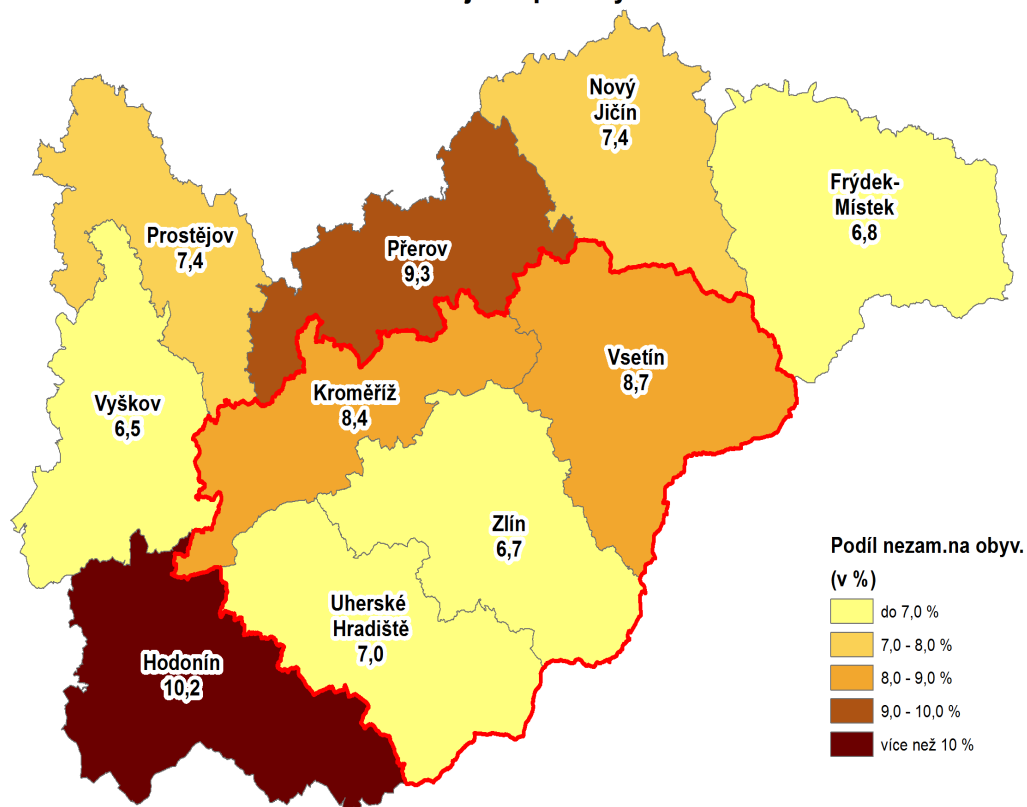 Nový
Jičín
7,4
Frýdek-
Místek
6,8
Prostějov
7,4
Přerov
9,3
Vsetín
8,7
Kroměříž
8,4
Vyškov
6,5
Zlín
6,7
Uherské
Hradiště
7,0
Hodonín
10,2
Podíl nezam.na obyv.
(v %)
do 7,0 %
7,0 - 8,0 %
8,0 - 9,0 %
9,0 - 10,0 %
více než 10 %